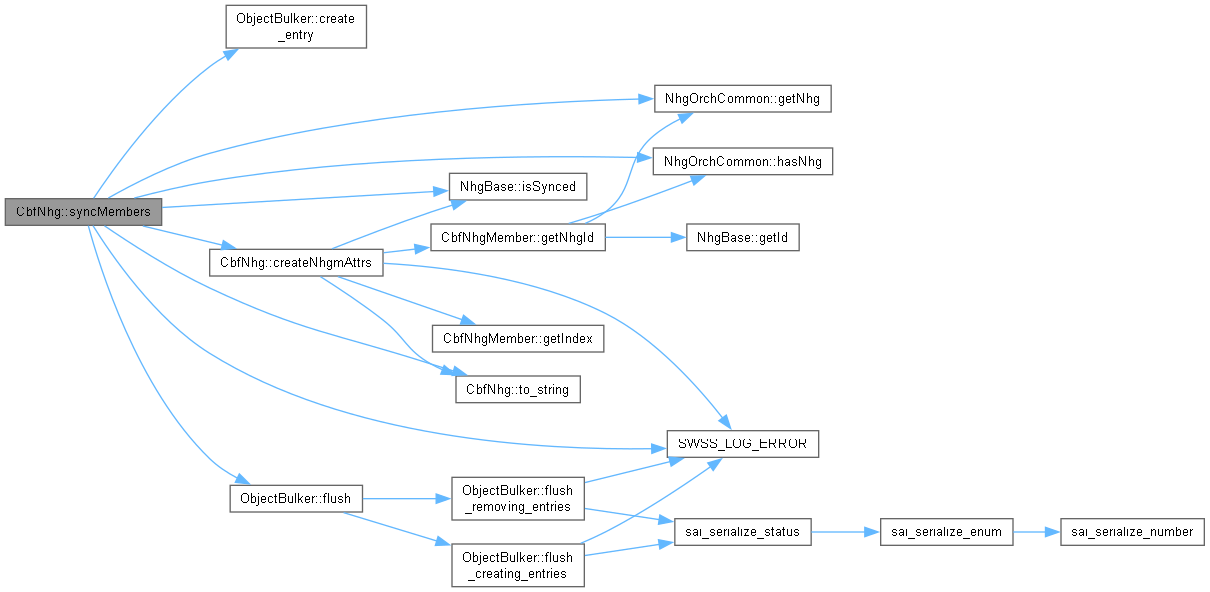 ObjectBulker::create
_entry
NhgOrchCommon::getNhg
NhgOrchCommon::hasNhg
NhgBase::isSynced
CbfNhg::syncMembers
CbfNhgMember::getNhgId
NhgBase::getId
CbfNhg::createNhgmAttrs
CbfNhgMember::getIndex
CbfNhg::to_string
SWSS_LOG_ERROR
ObjectBulker::flush
ObjectBulker::flush
_removing_entries
sai_serialize_status
sai_serialize_enum
sai_serialize_number
ObjectBulker::flush
_creating_entries